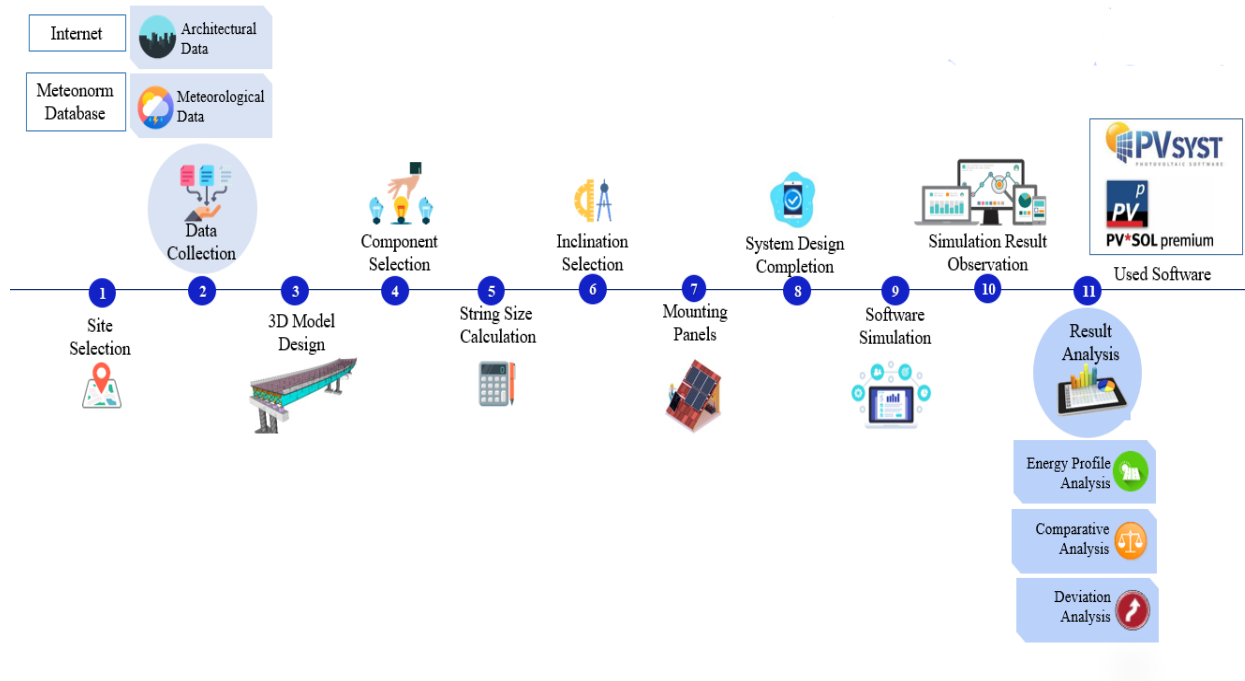 Internet
Architectural
Data
Meteonorm
Database
Meteorological
Data
Data
Collection
Component
Selection
Inclination
Selection
System Design
Completion
Simulation Result
Observation
PVSYST
PHOTOVOLTAIC SOFTWARE
P
PV
PV*SOL premium
Used Software
1
2
3
4
5
6
7
8
9
10
11
Site
Selection
3D Model
Design
String Size
Calculation
Mounting
Panels
Software
Simulation
Result
Analysis
Energy Profile
Analysis
Comparative
Analysis
Deviation
Analysis